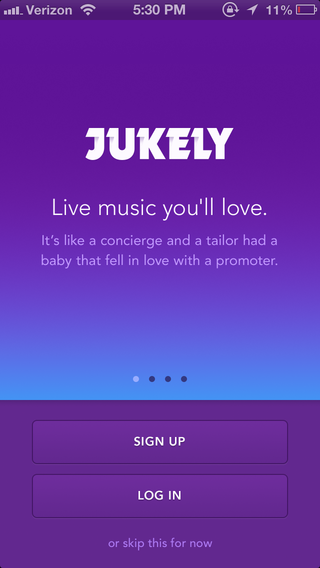 Verizon 5:30 PM 11%
JUKELY
Live music you'll love.
It's like a concierge and a tailor had a
baby that fell in love with a promoter.
SIGN UP
LOG IN
or skip this for now